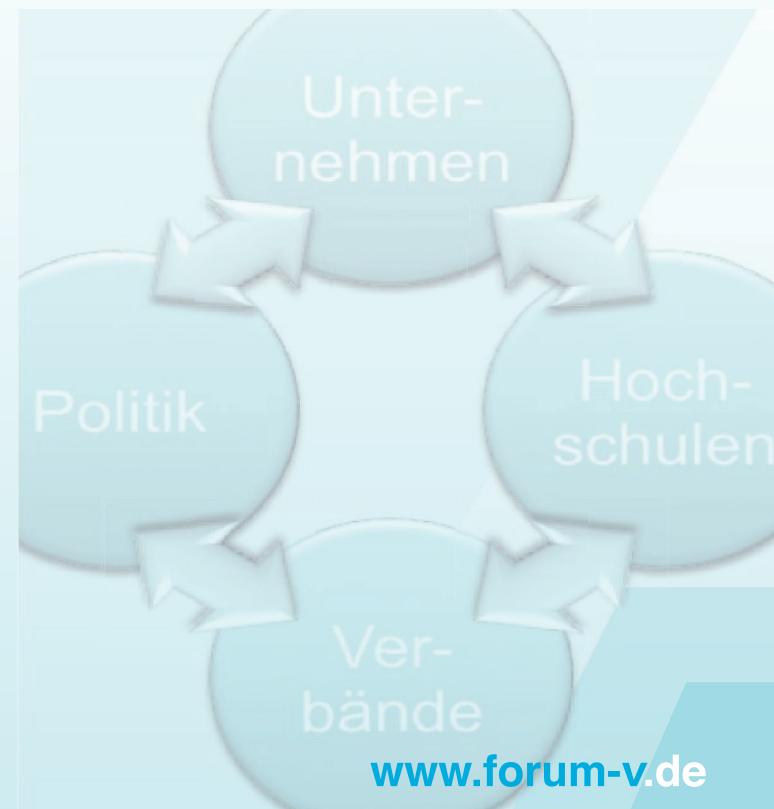 Unter-
nehmen
Politik
Hoch-
schulen
Ver-
bände
www.forum-v.de